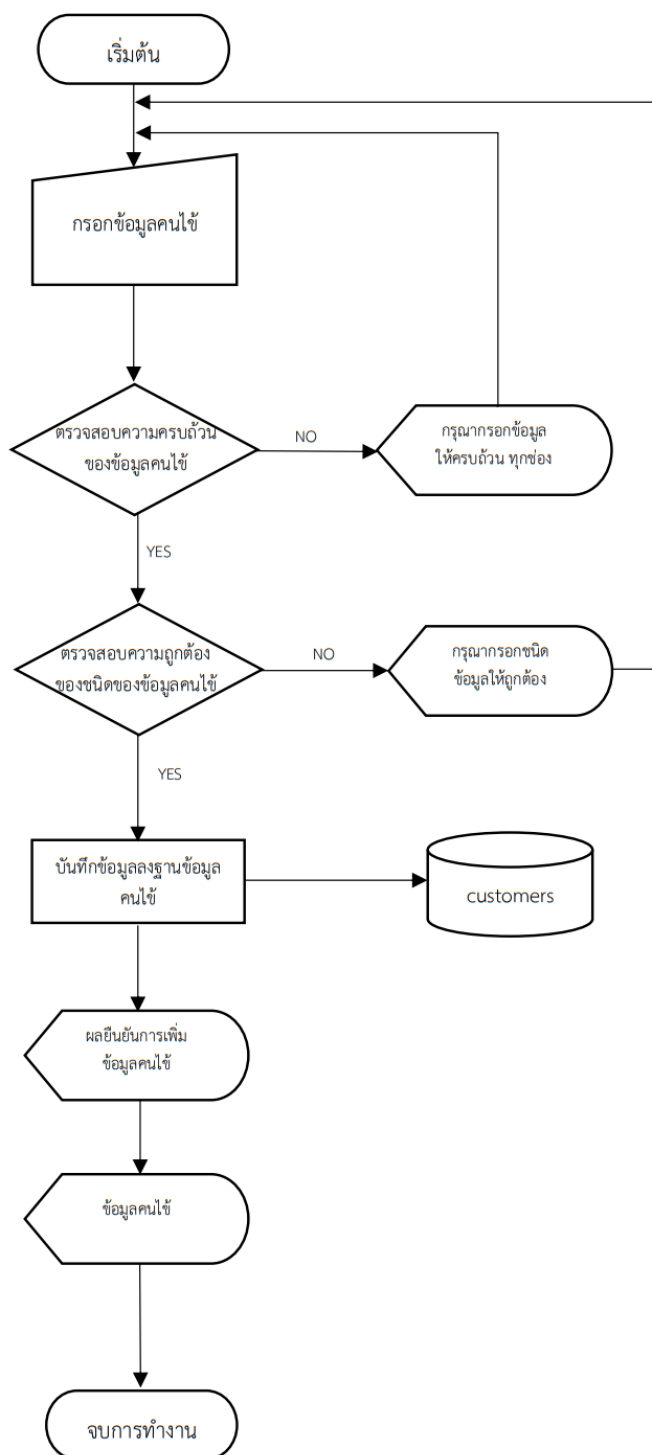 เริ่มต้น
กรอกข้อมูลคนไข้
ตรวจสอบความครบถ้วน
ของข้อมูลคนไข้
NO
กรุณากรอกข้อมูล
ให้ครบถ้วน ทุกช่อง
YES
ตรวจสอบความถูกต้อง
ของชนิดของข้อมูลคนไข้
NO
กรุณากรอกชนิด
ข้อมูลให้ถูกต้อง
YES
บันทึกข้อมูลลงฐานข้อมูล
คนไข้
customers
ผลยืนยันการเพิ่ม
ข้อมูลคนไข้
ข้อมูลคนไข้
จบการทำงาน